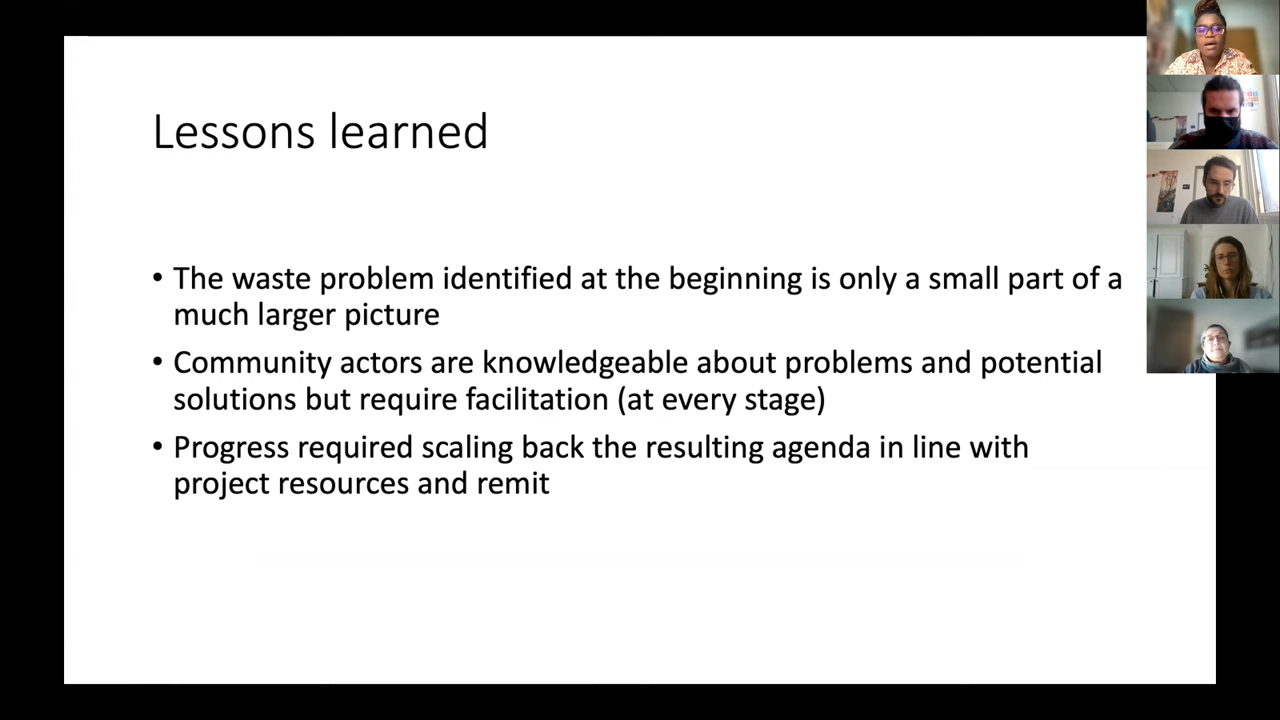 Lessons learned
• The waste problem identified at the beginning is only a small part of a
much larger picture
• Community actors are knowledgeable about problems and potential
solutions but require facilitation (at every stage)
• Progress required scaling back the resulting agenda in line with
project resources and remit